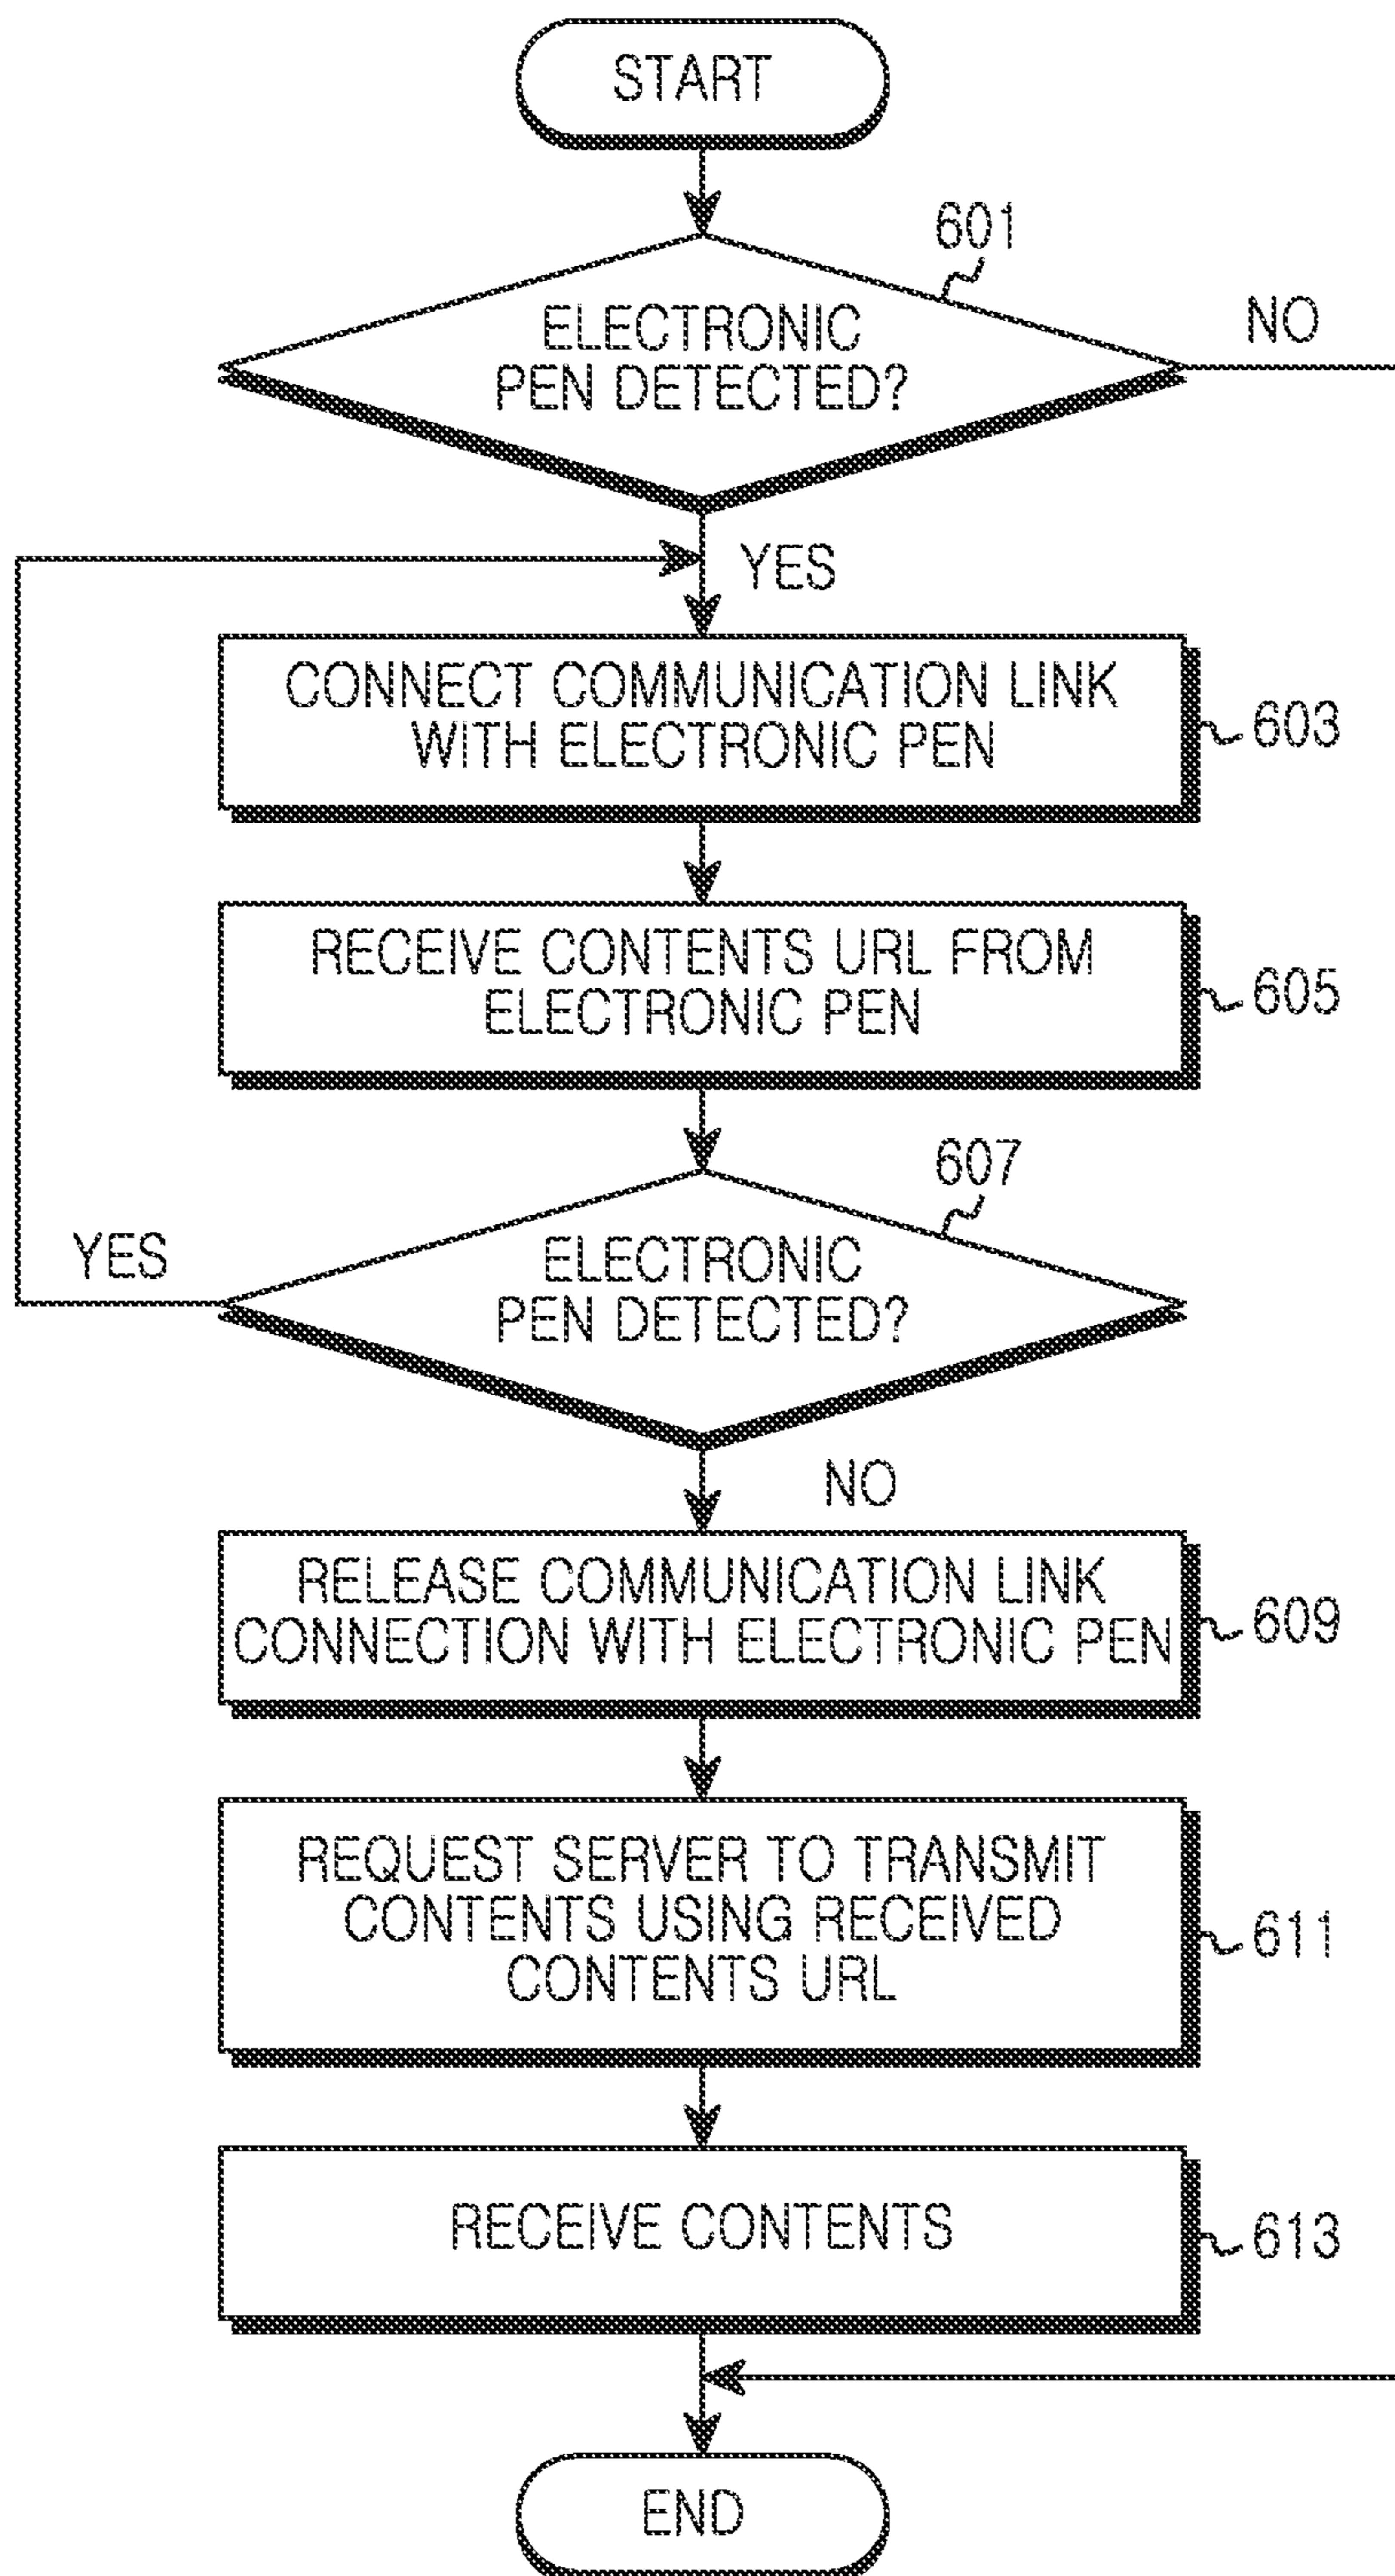 START
601
ELECTRONIC
PEN DETECTED?
NO
YES
CONNECT COMMUNICATION LINK
WITH ELECTRONIC PEN
603
RECEIVE CONTENTS URL FROM
ELECTRONIC PEN
605
607
YES
ELECTRONIC
PEN DETECTED?
NO
RELEASE COMMUNICATION LINK
CONNECTION WITH ELECTRONIC PEN
609
REQUEST SERVER TO TRANSMIT
CONTENTS USING RECEIVED
CONTENTS URL
611
RECEIVE CONTENTS
613
END